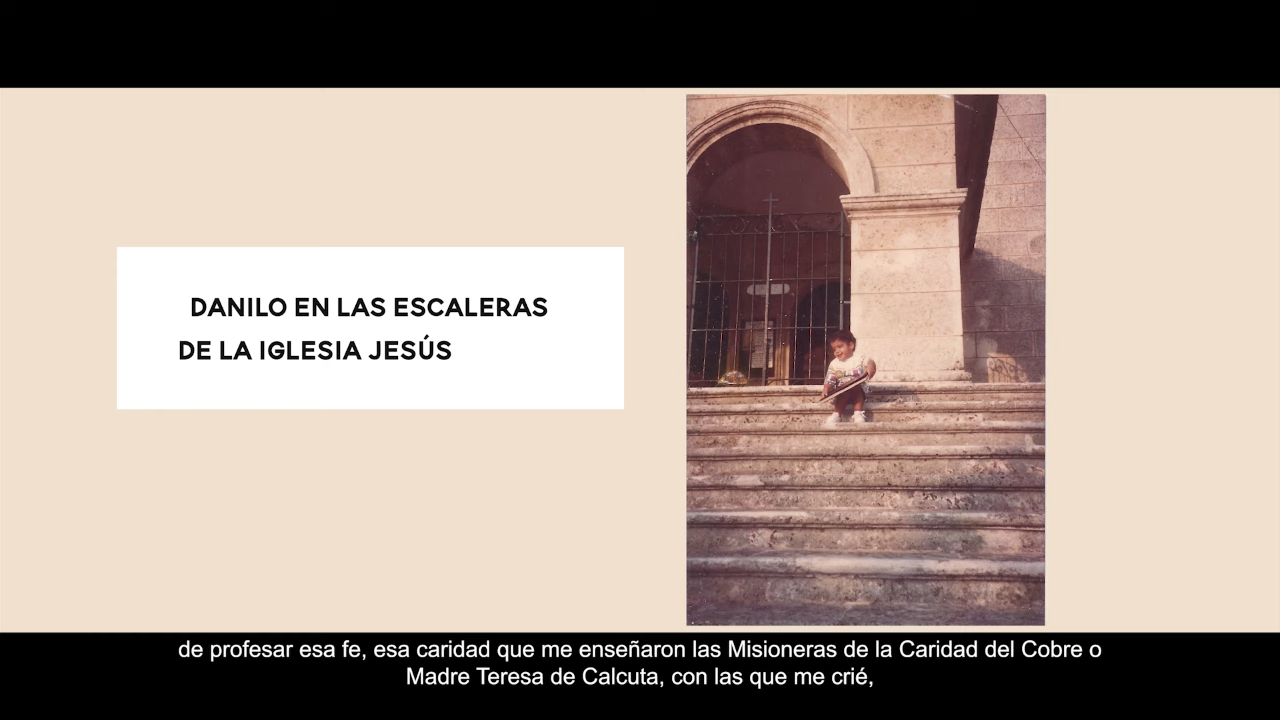 DANILO EN LAS ESCALERAS
DE LA IGLESIA JESÚS
de profesar esa fe, esa caridad que me enseñaron las Misioneras de la Caridad del Cobre o
Madre Teresa de Calcuta, con las que me crié,